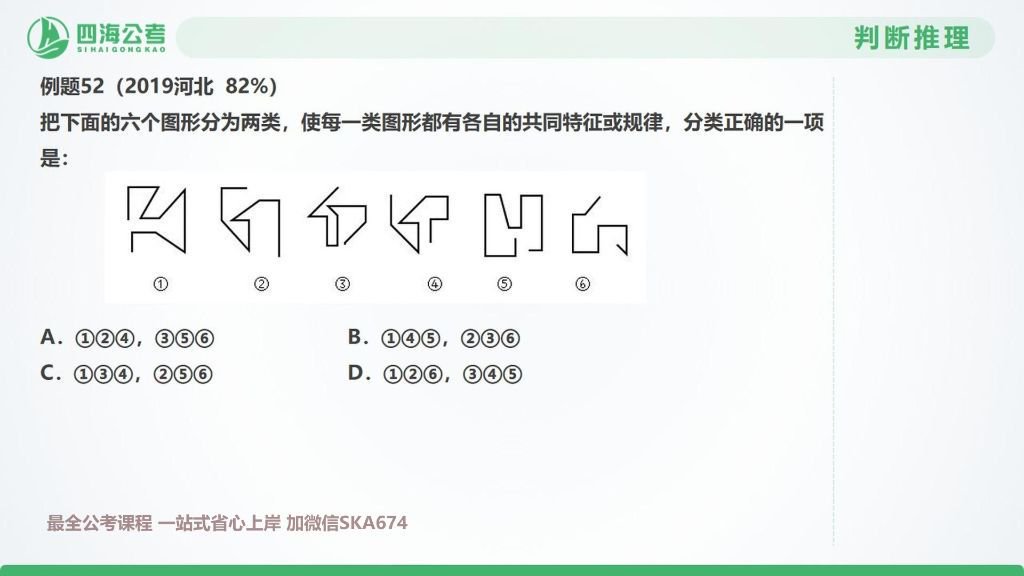 四海公考
SIHAIGONGKAO
判断推理
例题52（2019河北 82%）
把下面的六个图形分为两类，使每一类图形都有各自的共同特征或规律，分类正确的一项
是：
① ② ③ ④ ⑤ ⑥
A. ①②④，③⑤⑥ B. ①④⑤，②③⑥
C. ①③④，②⑤⑥ D. ①②⑥，③④⑤
最全公考课程 一站式省心上岸 加微信SKA674